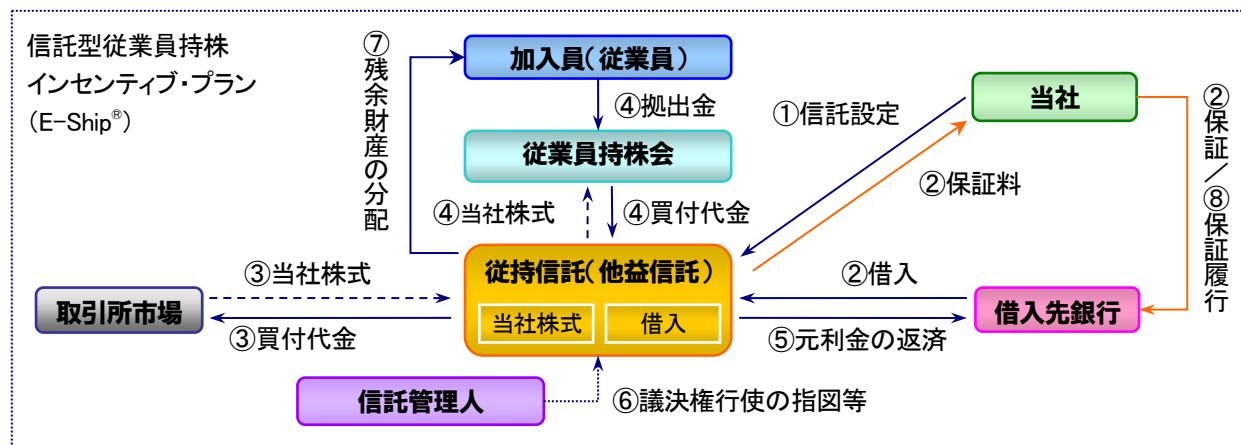 信託型従業員持株
インセンティブ・プラン
(E-Ship®)
⑦残余財産の分配
加入員(従業員)
④拠出金
従業員持株会
④当社株式
④買付代金
①信託設定
②保証料
当社
②保証/⑧保証履行
③当社株式
取引所市場
③買付代金
従持信託(他益信託)
当社株式
借入
②借入
⑤元利金の返済
借入先銀行
信託管理人
⑥議決権行使の指図等